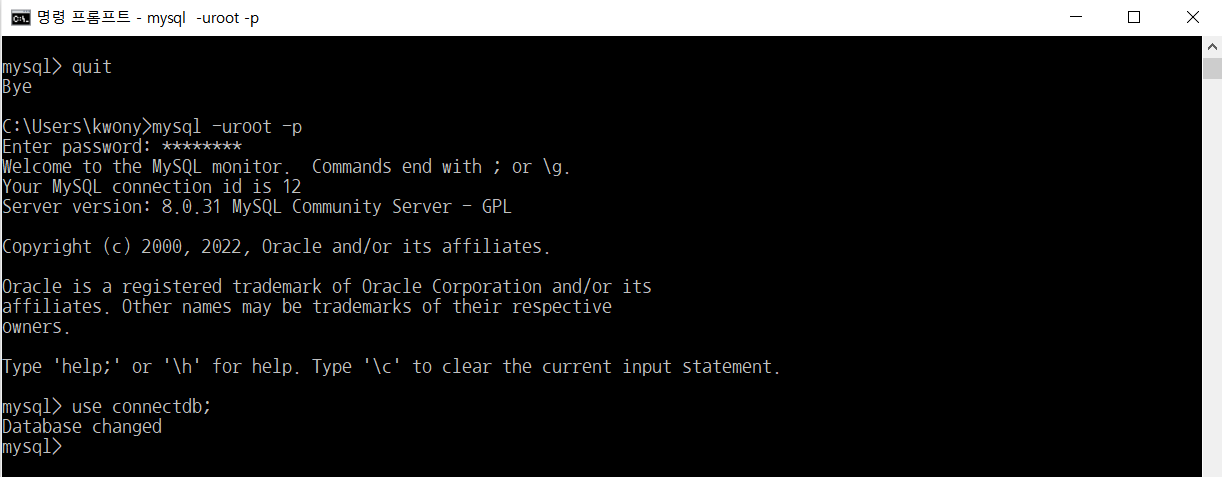 명령 프롬프트 - mysql  -uroot -p
mysql> quit
Bye
C:\Users\kwony>mysql -uroot -p
Enter password: ********
Welcome to the MySQL monitor.  Commands end with ; or \g.
Your MySQL connection id is 12
Server version: 8.0.31 MySQL Community Server - GPL
Copyright (c) 2000, 2022, Oracle and/or its affiliates.
Oracle is a registered trademark of Oracle Corporation and/or its
affiliates. Other names may be trademarks of their respective
owners.
Type 'help;' or '\h' for help. Type '\c' to clear the current input statement.
mysql> use connectdb;
Database changed
mysql>